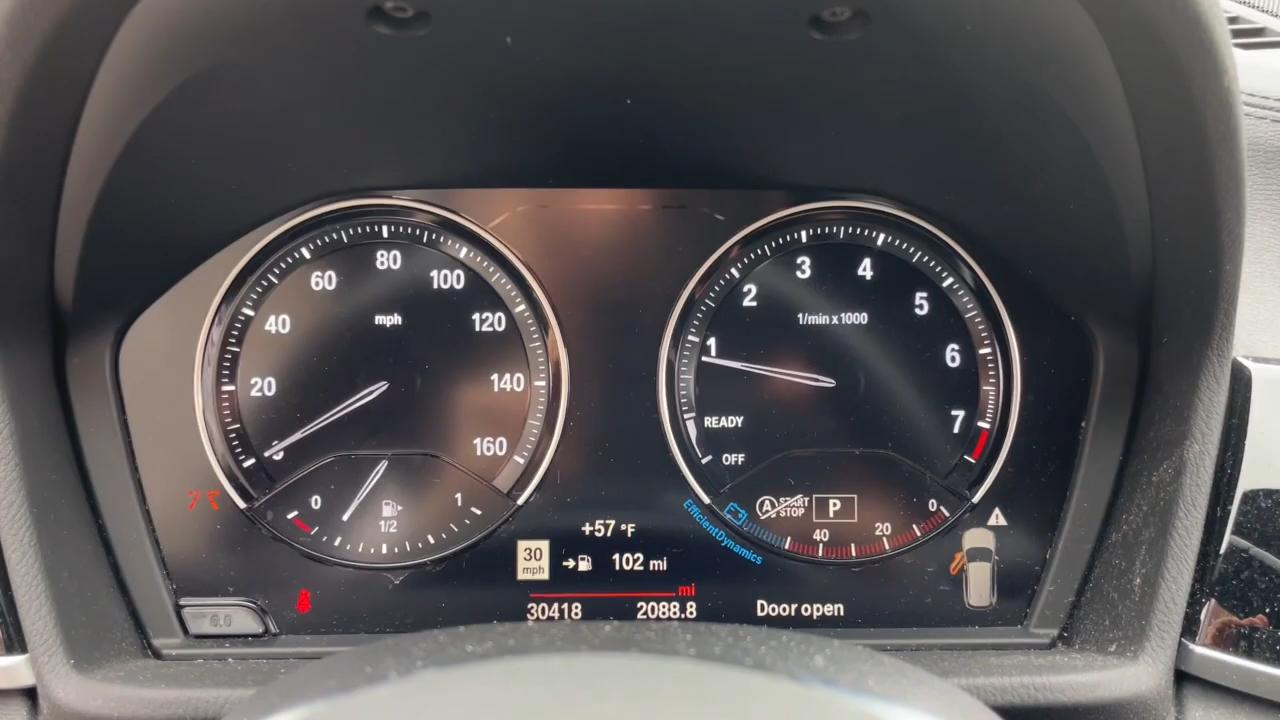 60
80
100
40
mph
120
20
140
160
0
1/2
1
3
4
2
5
1/min x 1000
1
6
READY
7
OFF
A START STOP
P
0
40
20
EfficientDynamics
+57 °F
30
mph
102 mi
mi
30418
2088.8
Door open
0.0